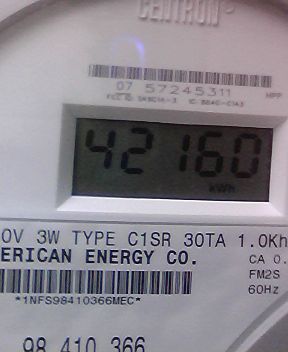 CENTRON
07 57245311
42160
kWh
0V 3W TYPE C1SR 30TA 1.0Kh
ERICAN ENERGY CO.
CA 0.
FM2S
60Hz
*1NFS98410366MEC*
98 410 366